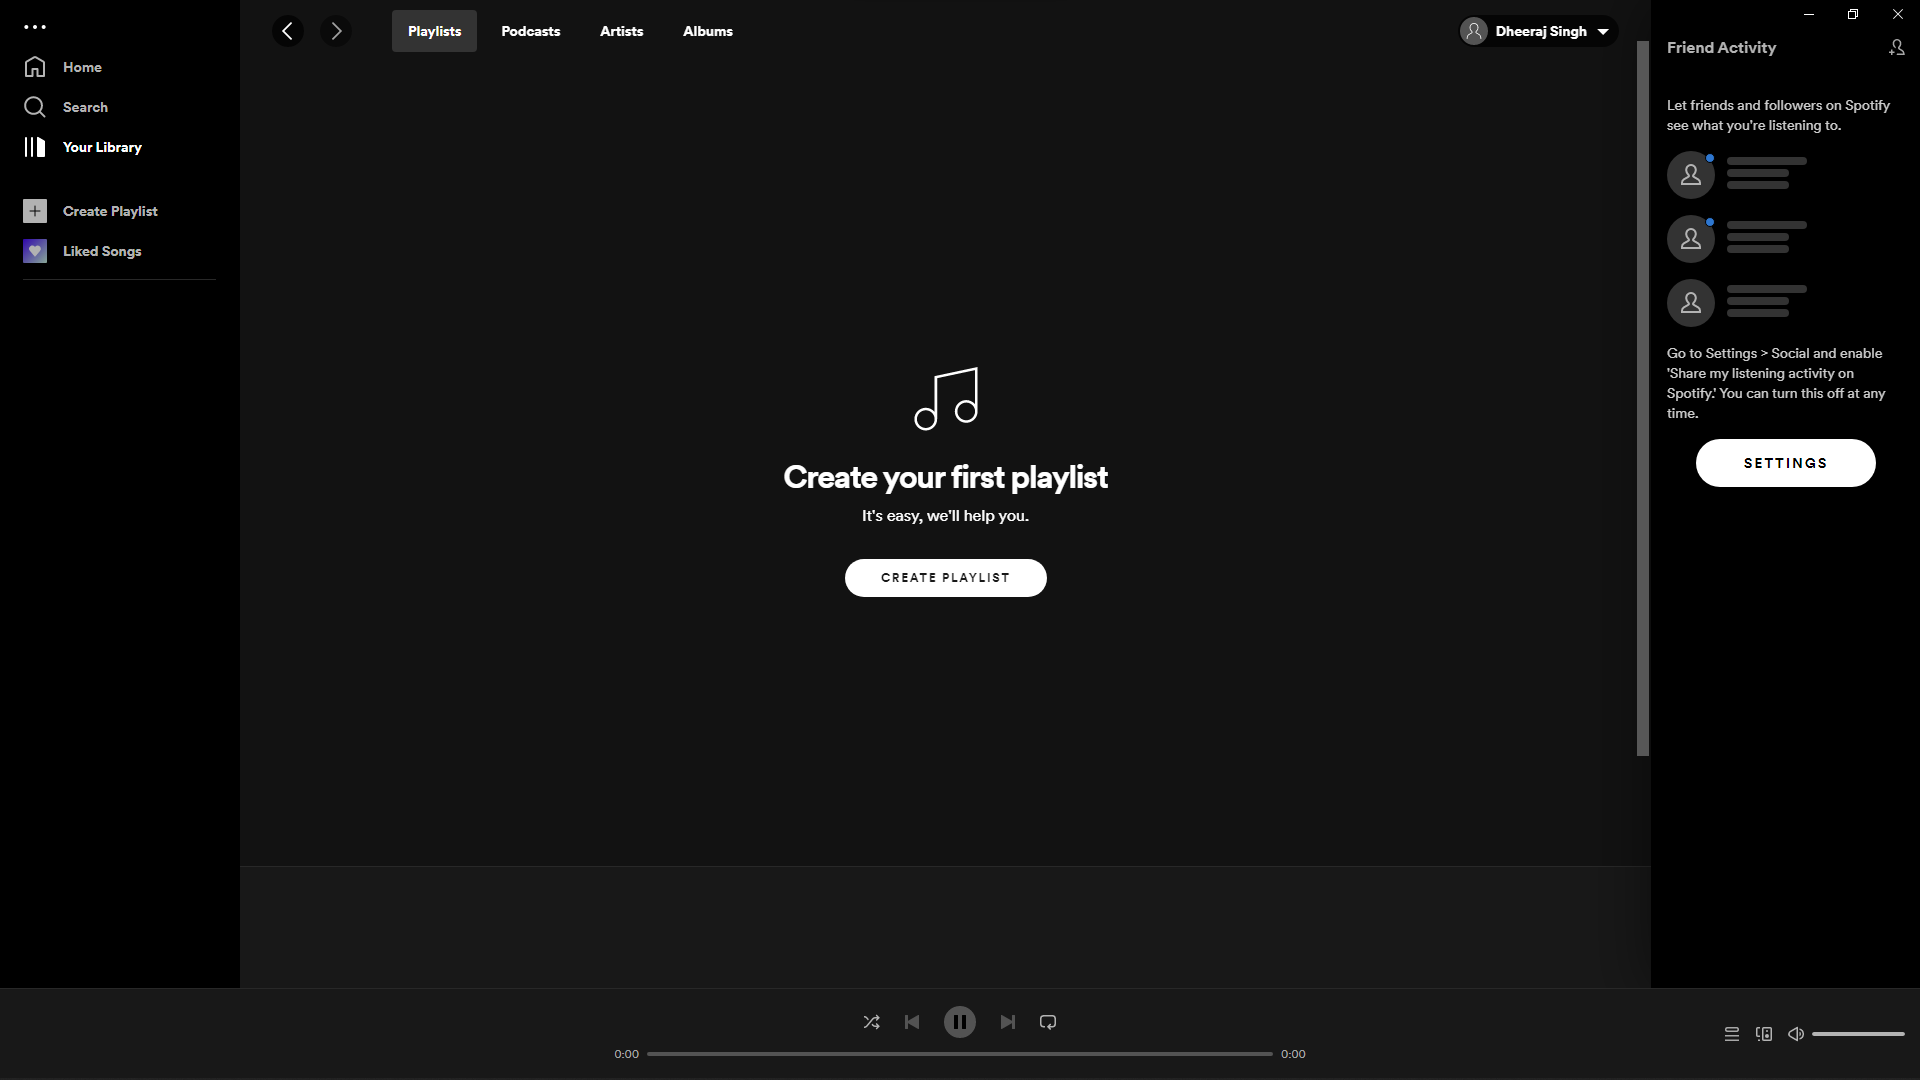 Home
Search
Your Library
Create Playlist
Liked Songs
Playlists
Podcasts
Artists
Albums
Dheeraj Singh
Create your first playlist
It's easy, we'll help you.
CREATE PLAYLIST
Friend Activity
Let friends and followers on Spotify
see what you're listening to.
Go to Settings > Social and enable
'Share my listening activity on
Spotify.' You can turn this off at any
time.
SETTINGS
0:00
0:00